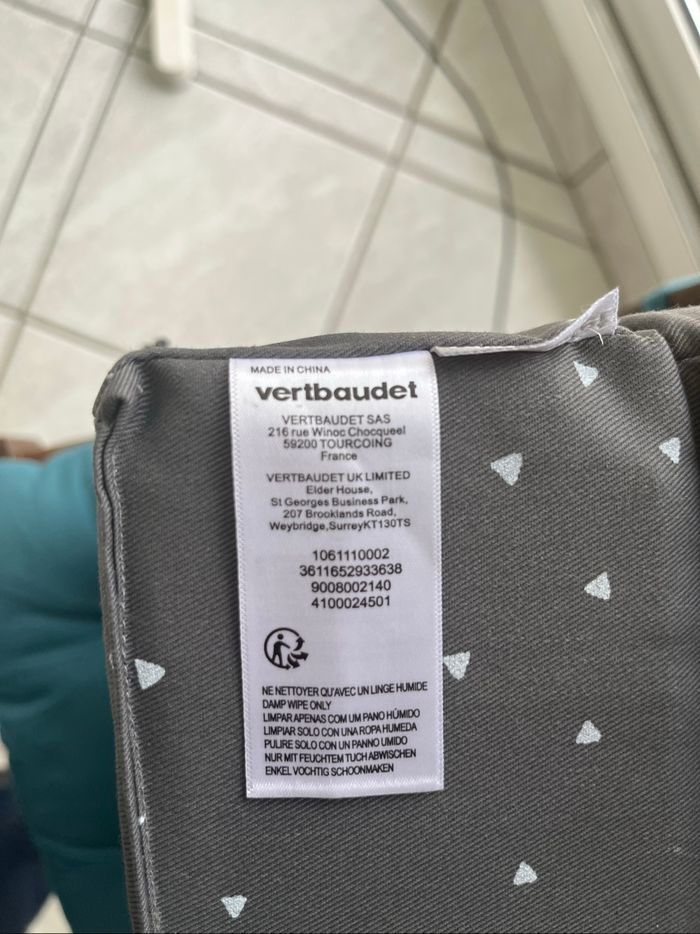 MADE IN CHINA
vertbaudet
VERTBAUDET SAS
216 rue Winoc Chocqueel
59200 TOURCOING
France
VERTBAUDET UK LIMITED
Elder House,
St Georges Business Park,
207 Brooklands Road,
Weybridge,SurreyKT130TS
1061110002
3611652933638
9008002140
4100024501
NE NETTOYER QU'AVEC UN LINGE HUMIDE
DAMP WIPE ONLY
LIMPAR APENAS COM UM PANO HÚMIDO
LIMPIAR SOLO CON UNA ROPA HUMEDA
PULIRE SOLO CON UN PANNO UMIDO
NUR MIT FEUCHTEM TUCH ABWISCHEN
ENKEL VOCHTIG SCHOONMAKEN